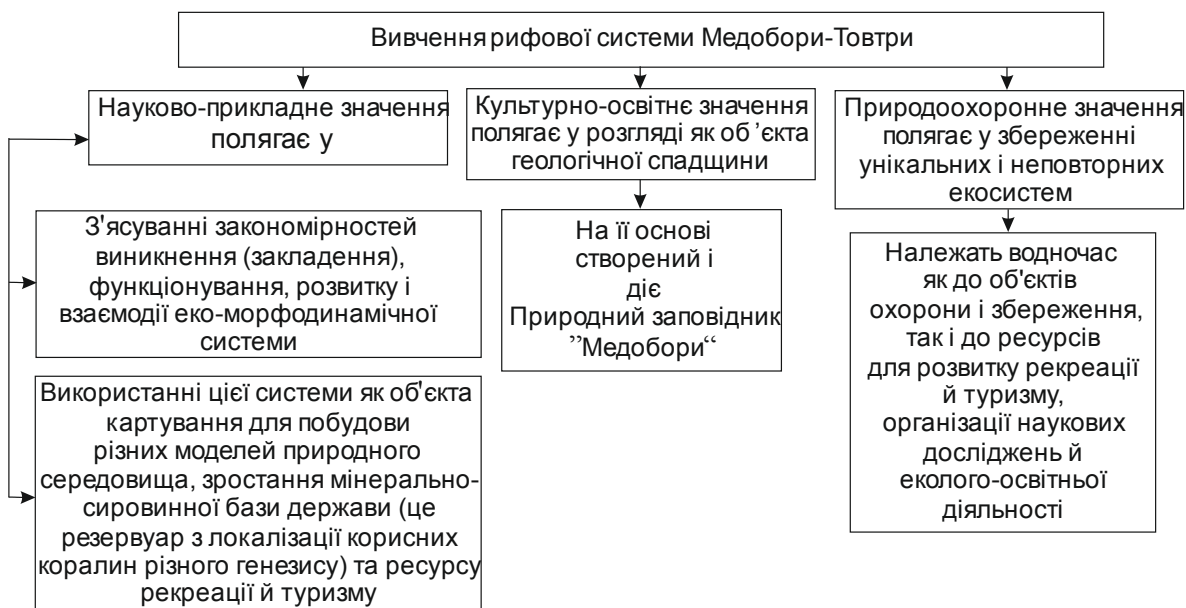 Вивчення рифової системи Медобори-Товтри
Науково-прикладне значення
полягає у
З'ясуванні закономірностей
виникнення (закладення),
функціонування, розвитку і
взаємодії еко-морфодинамічної
системи
Використанні цієї системи як об'єкта
картування для побудови
різних моделей природного
середовища, зростання мінерально-
сировинної бази держави (це
резервуар з локалізації корисних
коралин різного генезису) та ресурсу
рекреації й туризму
Культурно-освітнє значення
полягає у розгляді як об ’єкта
геологічної спадщини
На її основі
створений і
діє
Природний заповідник
”Медобори“
Природоохоронне значення
полягає у збереженні
унікальних і неповторних
екосистем
Належать водночас
як до об'єктів
охорони і збереження,
так і до ресурсів
для розвитку рекреації
й туризму,
організації наукових
досліджень й
еколого-освітньої
діяльності